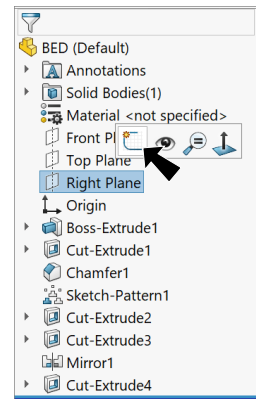 BED (Default)
Annotations
Solid Bodies(1)
Material <not specified>
Front Pl
Top Plane
Right Plane
Origin
Boss-Extrude1
Cut-Extrude1
Chamfer1
Sketch-Pattern1
Cut-Extrude2
Cut-Extrude3
Mirror1
Cut-Extrude4